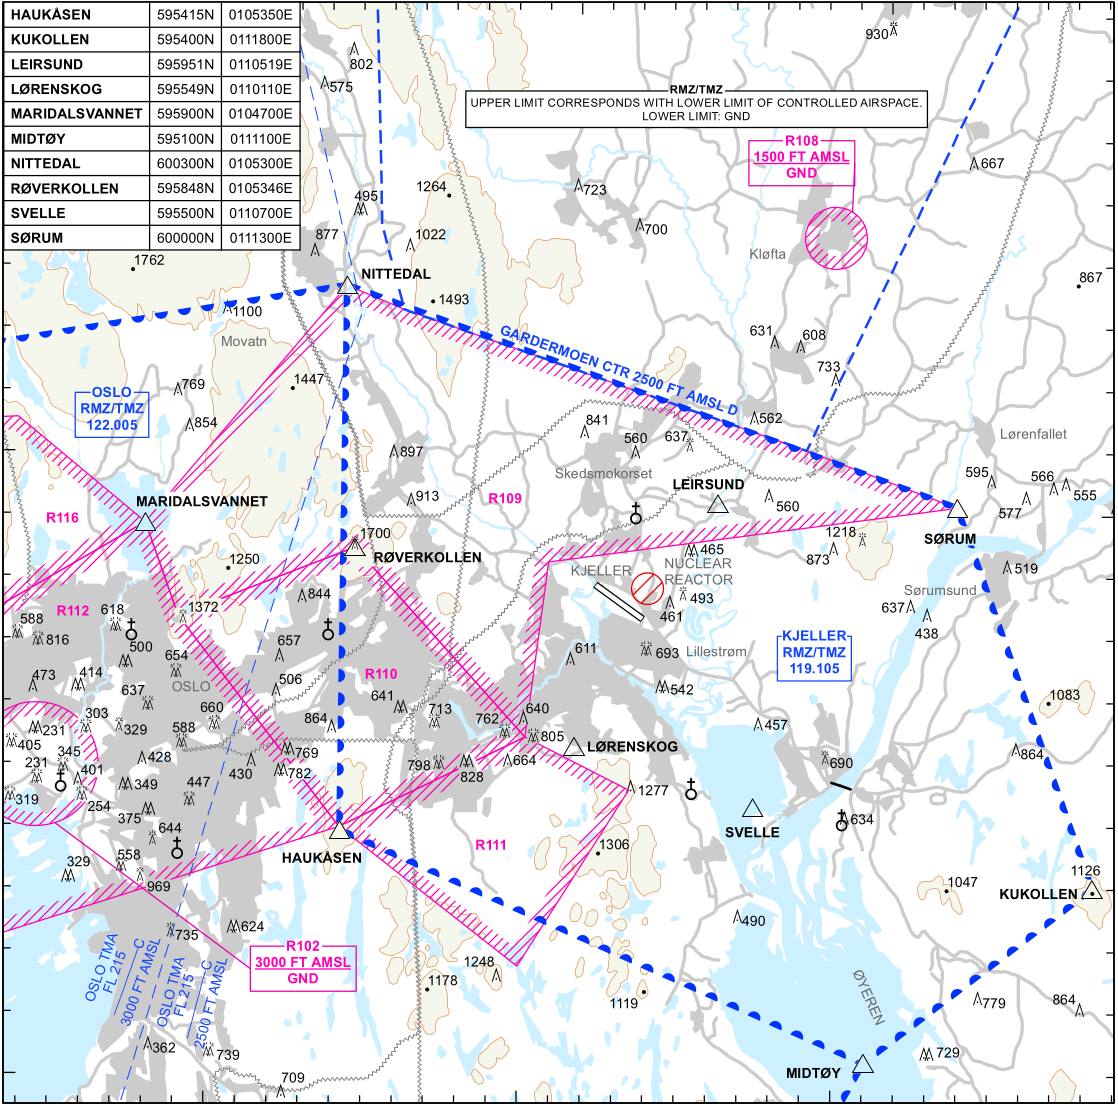 HAUKÅSEN 595415N 0105350E
KUKOLLEN 595400N 0111800E
LEIRSUND 595951N 0110519E
LØRENSKOG 595549N 0110110E
MARIDALSVANNET 595900N 0104700E
MIDTØY 595100N 0111100E
NITTEDAL 600300N 0105300E
RØVERKOLLEN 595848N 0105346E
SVELLE 595500N 0110700E
SØRUM 600000N 0111300E
930
802
575
RMZ/TMZ
UPPER LIMIT CORRESPONDS WITH LOWER LIMIT OF CONTROLLED AIRSPACE.
LOWER LIMIT: GND
R108
1500 FT AMSL
GND
667
723
1264
495
700
877
1022
Kløfta
1762
NITTEDAL
867
1493
1100
Movatn
GARDERMOEN CTR 2500 FT AMSL D
631
608
733
OSLO
RMZ/TMZ
122.005
769
1447
854
562
841
560
637
897
Lørenfallet
Skedsmokorset
LEIRSUND
595
566
555
577
560
MARIDALSVANNET
913
R109
R116
1700
RØVERKOLLEN
1218
SØRUM
873
465
NUCLEAR
REACTOR
KJELLER
1250
519
Sørumsund
844
493
461
637
438
R112
618
588
816
500
1372
657
654
OSLO
611
693
Lillestrøm
KJELLER
RMZ/TMZ
119.105
473
414
637
506
R110
641
542
1083
303
329
588
660
864
713
762
640
805
457
231
405
345
231
428
769
LØRENSKOG
864
401
430
782
798
828
664
690
349
447
1277
319
254
375
634
644
SVELLE
HAUKÅSEN
R111
1306
558
329
969
1126
KUKOLLEN
1047
490
735
624
R102
3000 FT AMSL
GND
OSLO TMA
FL 215 C
3000 FT AMSL
OSLO TMA
FL 215 C
2500 FT AMSL
1178
1248
1119
ØYEREN
779
864
362
739
729
709
MIDTØY